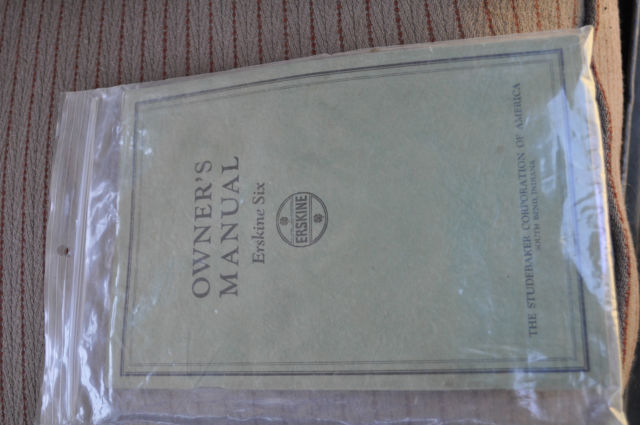 OWNER'S
MANUAL
Erskine Six
ERSKINE
THE STUDEBAKER CORPORATION OF AMERICA
SOUTH BEND, INDIANA